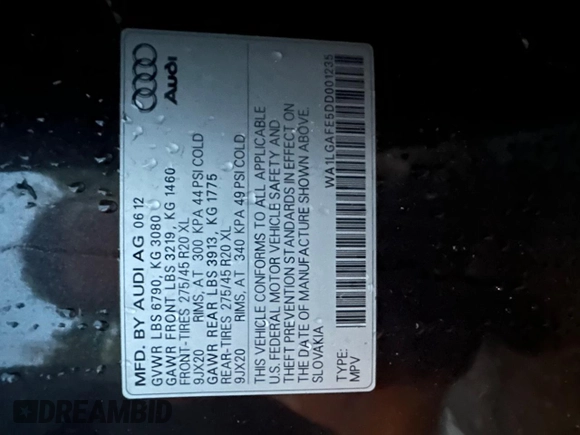 Audi
MFD. BY AUDI AG 06.12
GVWR LBS 6790, KG 3080
GAWR FRONT LBS 3219 , KG 1460
FRONT-TIRES 275/45 R20 XL
9JX20 RIMS, AT 300 KPA 44 PSI COLD
GAWR REAR LBS 3913, KG 1775
REAR-TIRES 275/45 R20 XL
9JX20 RIMS, AT 340 KPA 49 PSI COLD
THIS VEHICLE CONFORMS TO ALL APPLICABLE
U.S. FEDERAL MOTOR VEHICLE SAFETY AND
THEFT PREVENTION STANDARDS IN EFFECT ON
THE DATE OF MANUFACTURE SHOWN ABOVE.
SLOVAKIA
WA1LGAFE5DD001235
TYPE:
MPV
DREAMBID